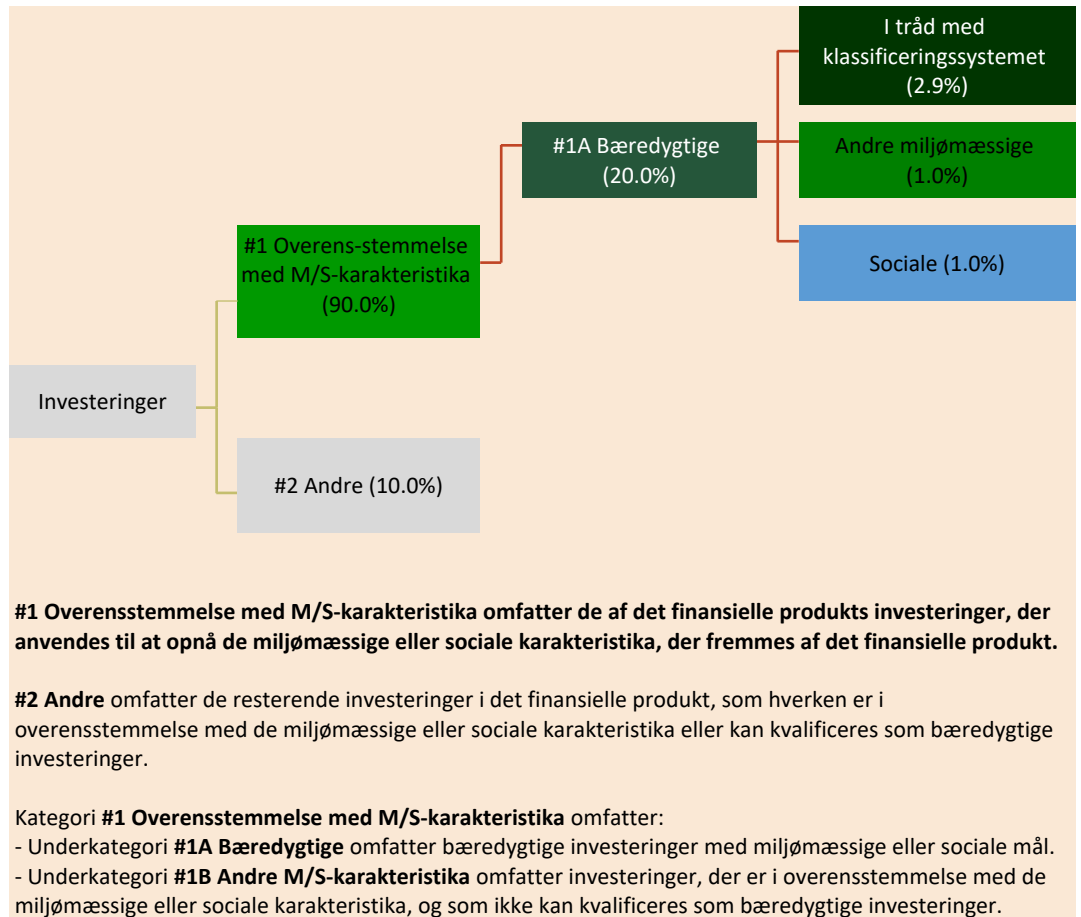 I tråd med
klassificeringssystemet
(2.9%)
#1A Bæredygtige
(20.0%)
Andre miljømæssige
(1.0%)
#1 Overens-stemmelse
med M/S-karakteristika
(90.0%)
Sociale (1.0%)
Investeringer
#2 Andre (10.0%)
#1 Overensstemmelse med M/S-karakteristika omfatter de af det finansielle produkts investeringer, der
anvendes til at opnå de miljømæssige eller sociale karakteristika, der fremmes af det finansielle produkt.
#2 Andre omfatter de resterende investeringer i det finansielle produkt, som hverken er i
overensstemmelse med de miljømæssige eller sociale karakteristika eller kan kvalificeres som bæredygtige
investeringer.
Kategori #1 Overensstemmelse med M/S-karakteristika omfatter:
- Underkategori #1A Bæredygtige omfatter bæredygtige investeringer med miljømæssige eller sociale mål.
- Underkategori #1B Andre M/S-karakteristika omfatter investeringer, der er i overensstemmelse med de
miljømæssige eller sociale karakteristika, og som ikke kan kvalificeres som bæredygtige investeringer.